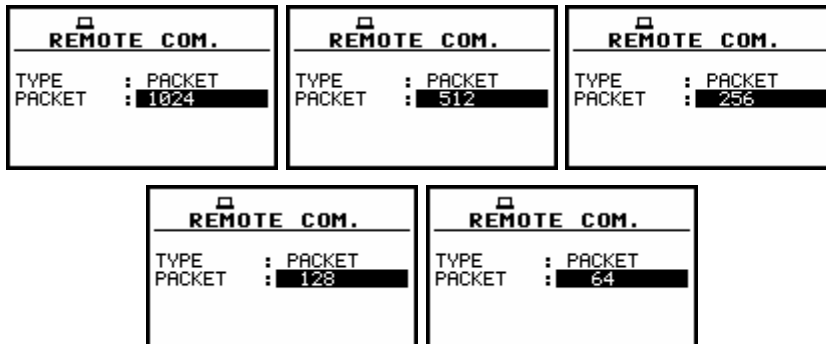 REMOTE COM.
TYPE : PACKET
PACKET : 1024
REMOTE COM.
TYPE : PACKET
PACKET : 512
REMOTE COM.
TYPE : PACKET
PACKET : 256
REMOTE COM.
TYPE : PACKET
PACKET : 128
REMOTE COM.
TYPE : PACKET
PACKET : 64